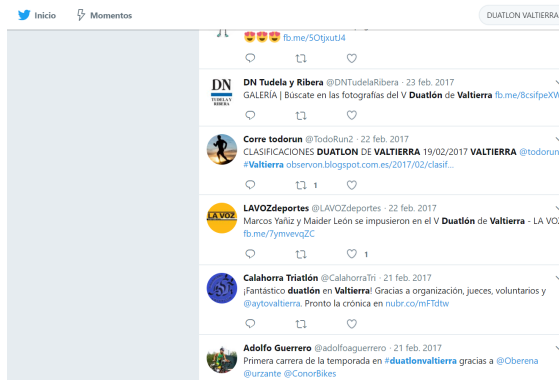 Inicio
Momentos
DUATLON VALTIERRA
fb.me/5OtjxutJ4
DN Tudela y Ribera @DNTudelaRibera · 23 feb. 2017
DN
TUDELA Y
RIBERA
GALERÍA | Búscate en las fotografías del V Duatlón de Valtierra fb.me/8csifpeXW
Corre todorun @TodoRun2 · 22 feb. 2017
CLASIFICACIONES DUATLON DE VALTIERRA 19/02/2017 VALTIERRA @todorun
#Valtierra observon.blogspot.com.es/2017/02/clasif...
1
LAVOZdeportes @LAVOZdeportes · 22 feb. 2017
LA VOZ
Marcos Yañiz y Maider León se impusieron en el V Duatlón de Valtierra - LA VOZ
fb.me/7ymvevqZC
1
Calahorra Triatlón @CalahorraTri · 21 feb. 2017
¡Fantástico duatlón en Valtierra! Gracias a organización, jueces, voluntarios y
@aytovaltierra. Pronto la crónica en nubr.co/mFTdtw
Adolfo Guerrero @adolfoaguerrero · 21 feb. 2017
Primera carrera de la temporada en #duatlonvaltierra gracias a @Oberena
@urzante @ConorBikes